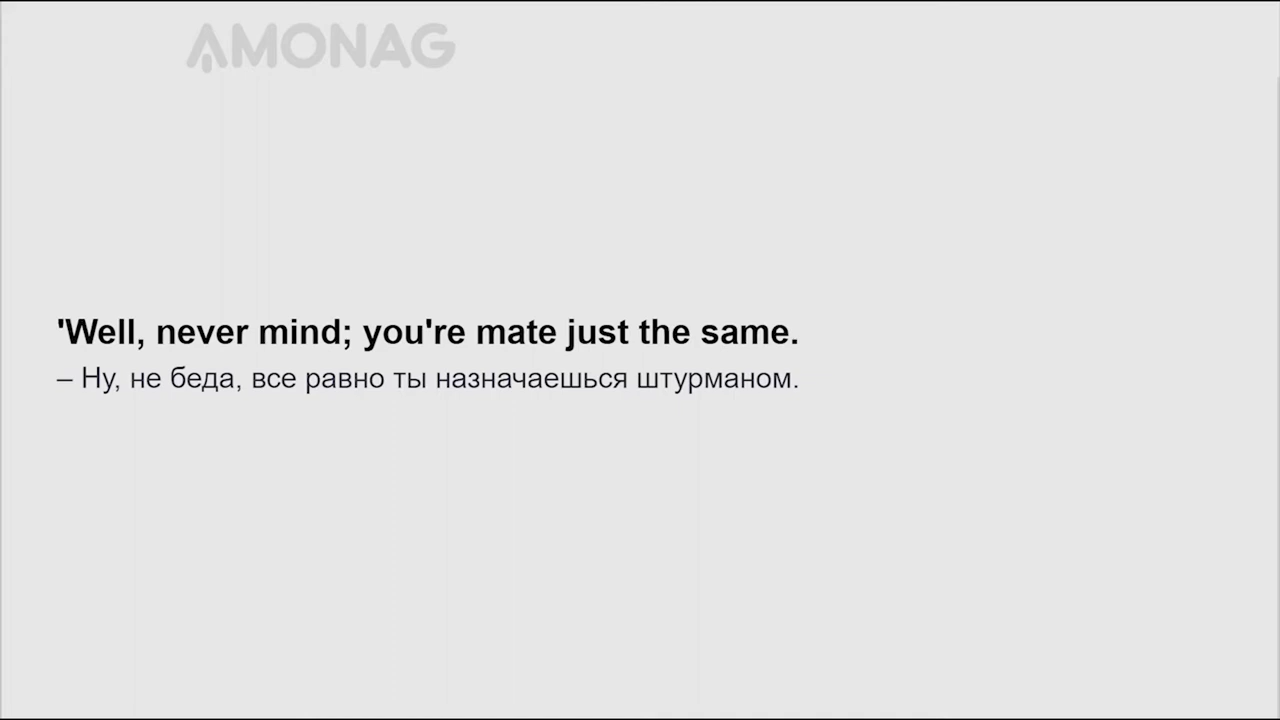 AMONAG
'Well, never mind; you're mate just the same.
– Ну, не беда, все равно ты назначаешься штурманом.